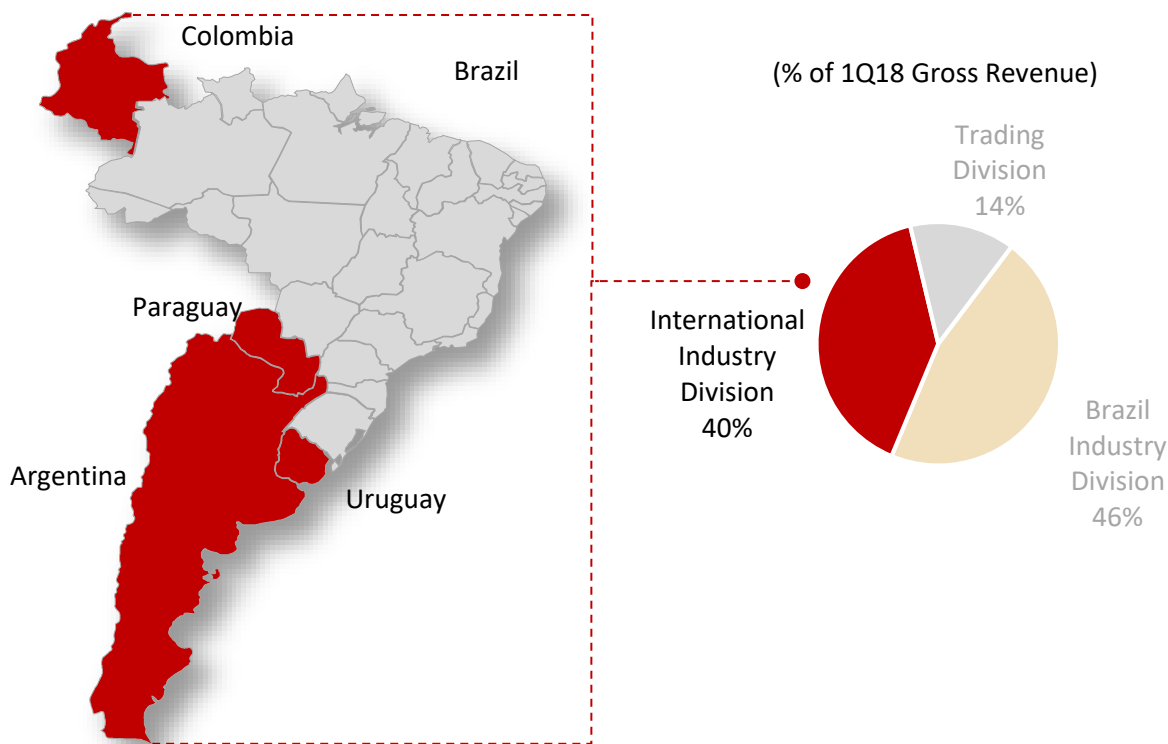 Colombia
Brazil
Paraguay
Argentina
Uruguay
(% of 1Q18 Gross Revenue)
Trading
Division
14%
International
Industry
Division
40%
Brazil
Industry
Division
46%